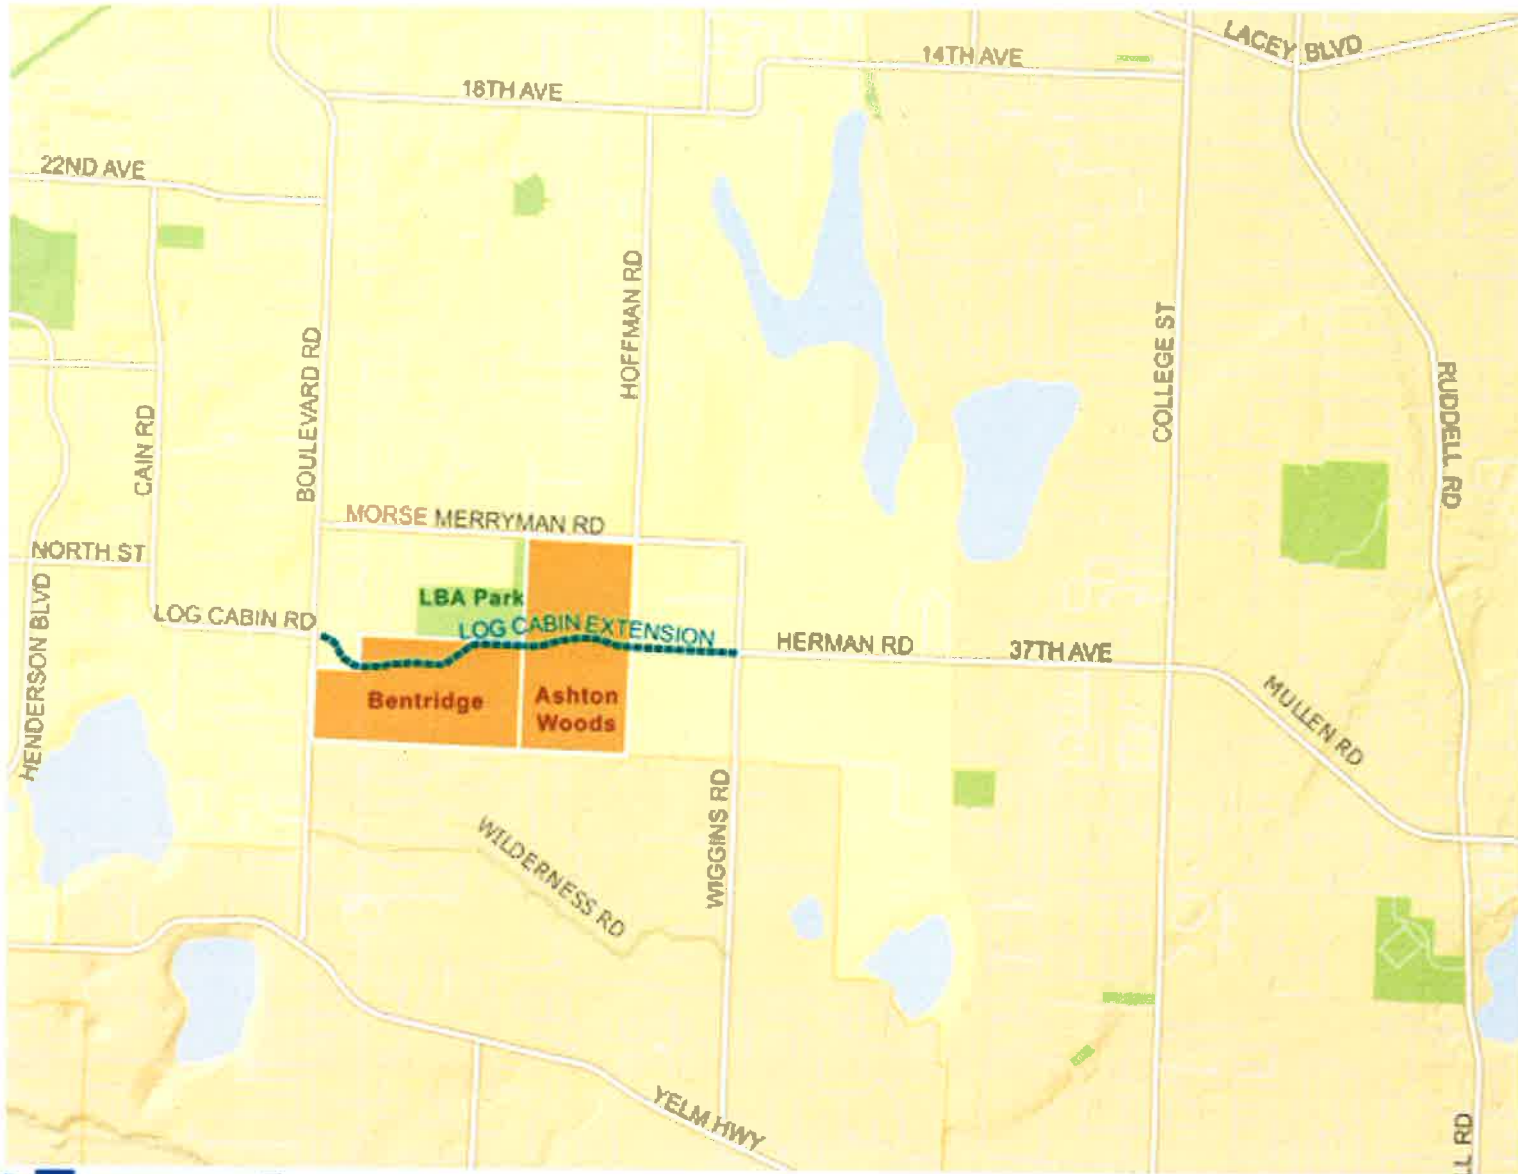 LACEY BLVD
14TH AVE
18TH AVE
22ND AVE
HOFFMAN RD
BOULEVARD RD
COLLEGE ST
RUDDELL RD
CAIN RD
MORSE MERRYMAN RD
NORTH ST
LBA Park
LOG CABIN RD
LOG CABIN EXTENSION
HERMAN RD
37TH AVE
HENDERSON BLVD
Bentridge
Ashton
Woods
MULLEN RD
WIGGINS RD
WILDERNESS RD
YELM HWY
L RD